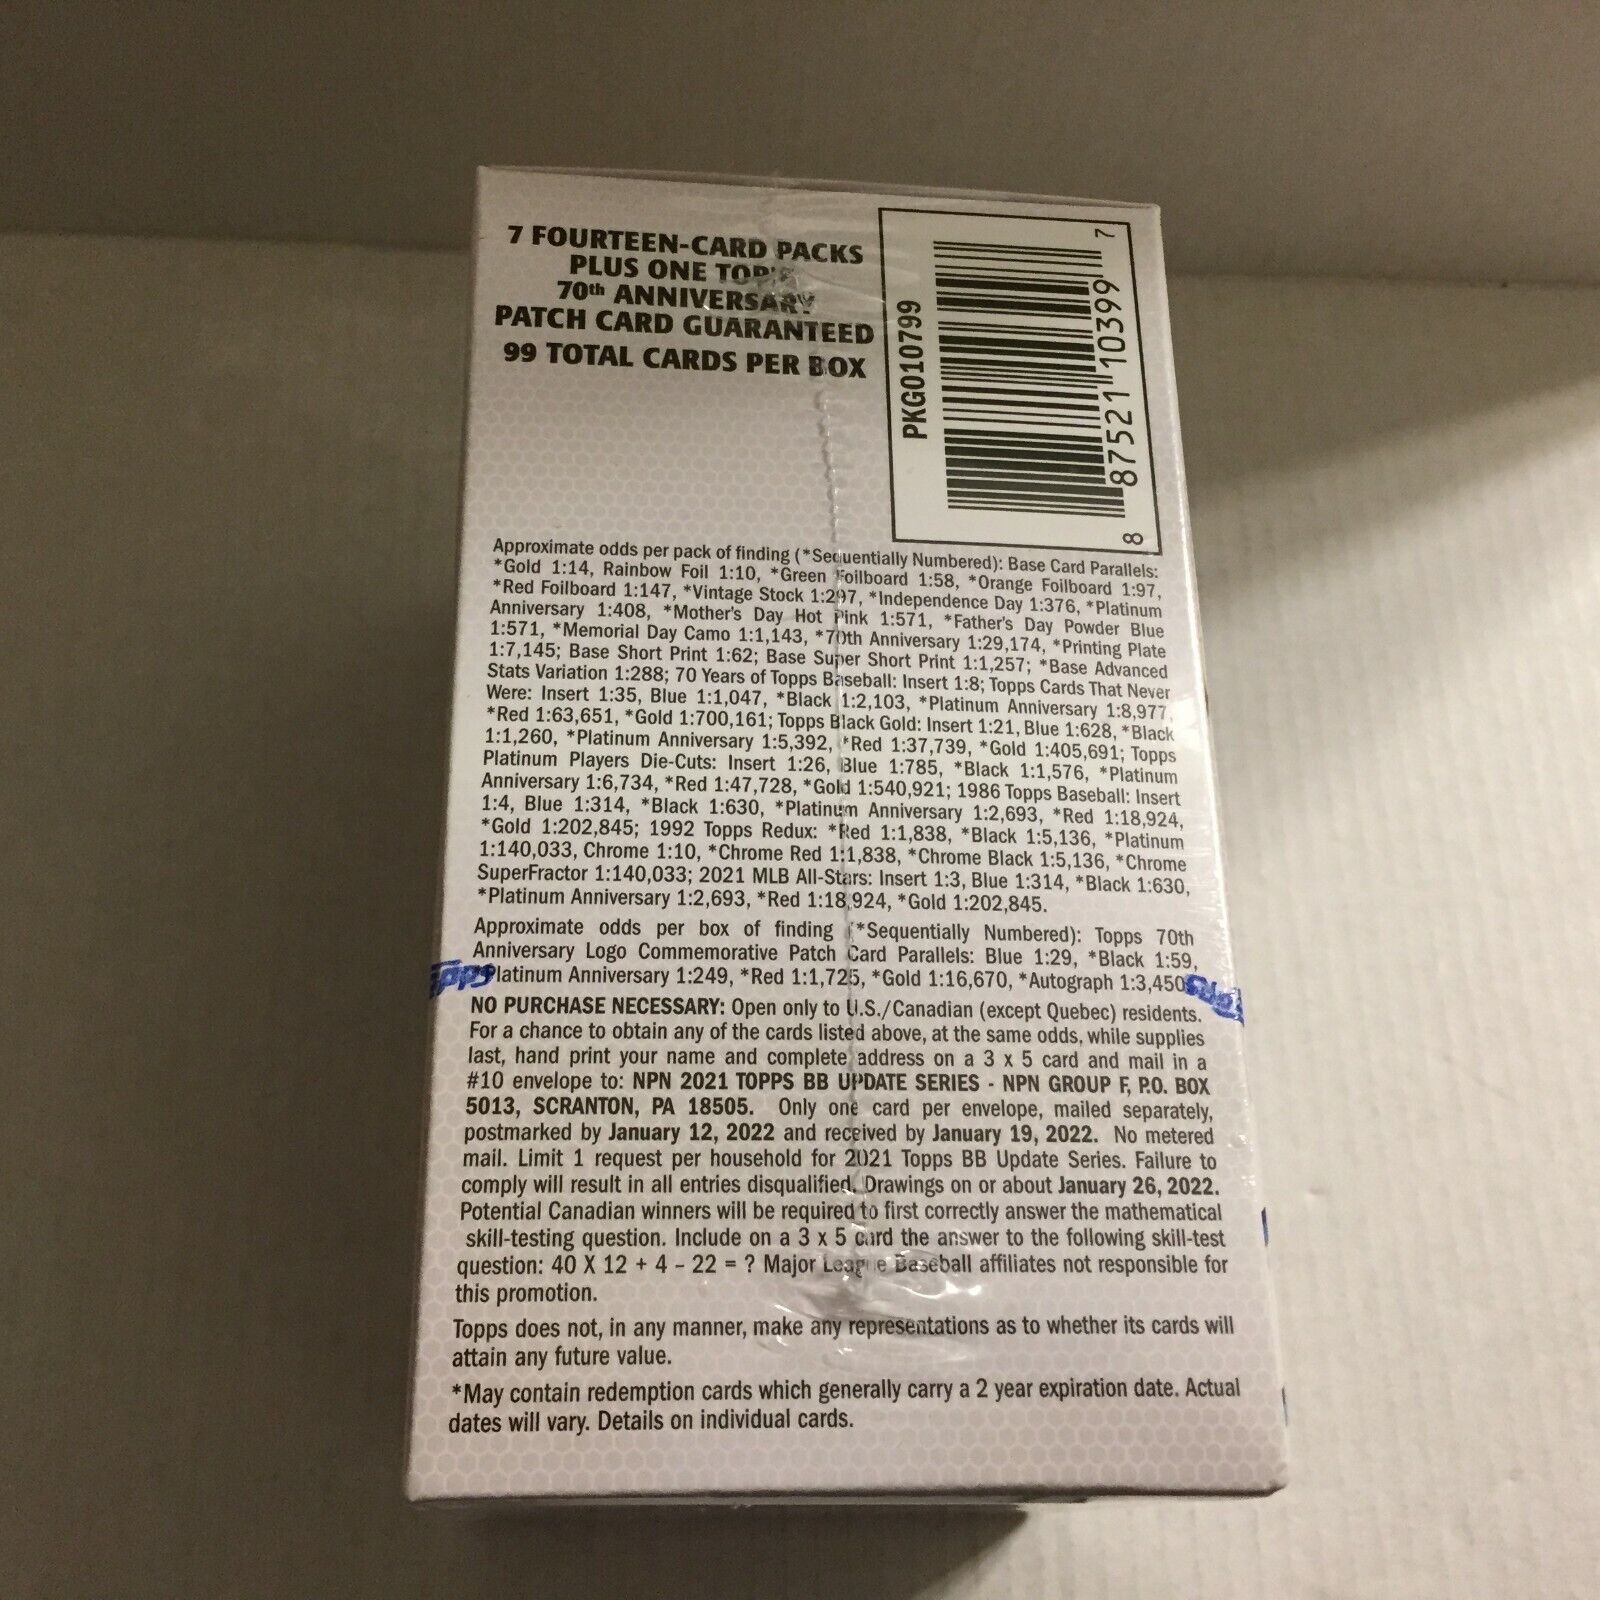 7 FOURTEEN-CARD PACKS
PLUS ONE TOPPS
70th ANNIVERSARY
PATCH CARD GUARANTEED
99 TOTAL CARDS PER BOX
PKG010799
8 87521 10399 7
Approximate odds per pack of finding (*Sequentially Numbered): Base Card Parallels:
*Gold 1:14, Rainbow Foil 1:10, *Green Foilboard 1:58, *Orange Foilboard 1:97,
*Red Foilboard 1:147, *Vintage Stock 1:297, *Independence Day 1:376, *Platinum
Anniversary 1:408, *Mother's Day Hot Pink 1:571, *Father's Day Powder Blue
1:571, *Memorial Day Camo 1:1,143, *70th Anniversary 1:29,174, *Printing Plate
1:7,145; Base Short Print 1:62; Base Super Short Print 1:1,257; *Base Advanced
Stats Variation 1:288; 70 Years of Topps Baseball: Insert 1:8; Topps Cards That Never
Were: Insert 1:35, Blue 1:1,047, *Black 1:2,103, *Platinum Anniversary 1:8,977,
*Red 1:63,651, *Gold 1:700,161; Topps Black Gold: Insert 1:21, Blue 1:628, *Black
1:1,260, *Platinum Anniversary 1:5,392, *Red 1:37,739, *Gold 1:405,691; Topps
Platinum Players Die-Cuts: Insert 1:26, Blue 1:785, *Black 1:1,576, *Platinum
Anniversary 1:6,734, *Red 1:47,728, *Gold 1:540,921; 1986 Topps Baseball: Insert
1:4, Blue 1:314, *Black 1:630, *Platinum Anniversary 1:2,693, *Red 1:18,924,
*Gold 1:202,845; 1992 Topps Redux: *Red 1:1,838, *Black 1:5,136, *Platinum
1:140,033, Chrome 1:10, *Chrome Red 1:1,838, *Chrome Black 1:5,136, *Chrome
SuperFractor 1:140,033; 2021 MLB All-Stars: Insert 1:3, Blue 1:314, *Black 1:630,
*Platinum Anniversary 1:2,693, *Red 1:18,924, *Gold 1:202,845.
Approximate odds per box of finding (*Sequentially Numbered): Topps 70th
Anniversary Logo Commemorative Patch Card Parallels: Blue 1:29, *Black 1:59,
*Platinum Anniversary 1:249, *Red 1:1,725, *Gold 1:16,670, *Autograph 1:3,450
Topps
Topps
NO PURCHASE NECESSARY: Open only to U.S./Canadian (except Quebec) residents.
For a chance to obtain any of the cards listed above, at the same odds, while supplies
last, hand print your name and complete address on a 3 x 5 card and mail in a
#10 envelope to: NPN 2021 TOPPS BB UPDATE SERIES - NPN GROUP F, P.O. BOX
5013, SCRANTON, PA 18505. Only one card per envelope, mailed separately,
postmarked by January 12, 2022 and received by January 19, 2022. No metered
mail. Limit 1 request per household for 2021 Topps BB Update Series. Failure to
comply will result in all entries disqualified. Drawings on or about January 26, 2022.
Potential Canadian winners will be required to first correctly answer the mathematical
skill-testing question. Include on a 3 x 5 card the answer to the following skill-test
question: 40 X 12 + 4 - 22 = ? Major League Baseball affiliates not responsible for
this promotion.
Topps does not, in any manner, make any representations as to whether its cards will
attain any future value.
*May contain redemption cards which generally carry a 2 year expiration date. Actual
dates will vary. Details on individual cards.